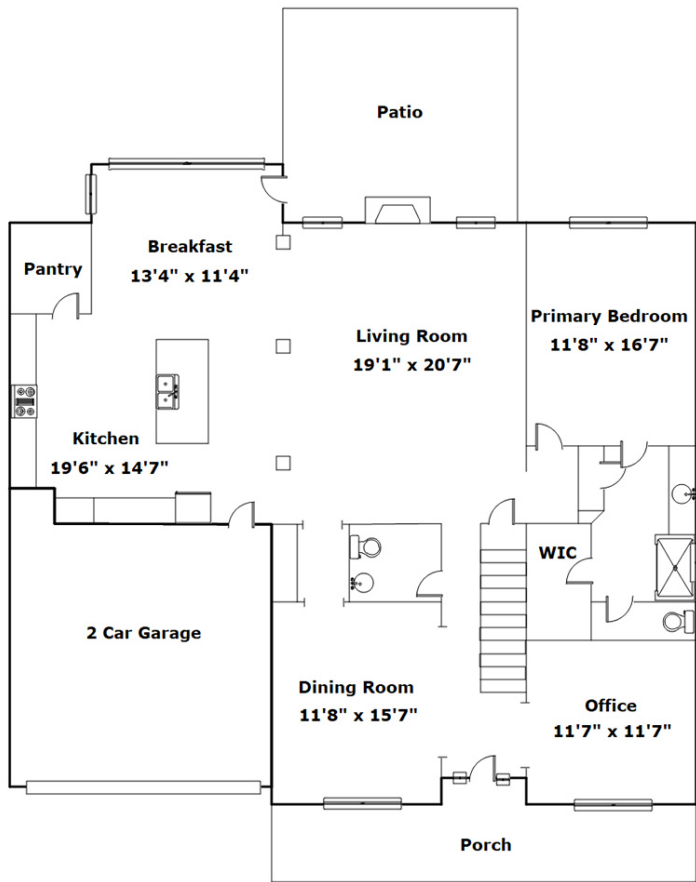 Patio
Breakfast
13'4" x 11'4"
Pantry
Primary Bedroom
11'8" x 16'7"
Living Room
19'1" x 20'7"
Kitchen
19'6" x 14'7"
WIC
2 Car Garage
Dining Room
11'8" x 15'7"
Office
11'7" x 11'7"
Porch